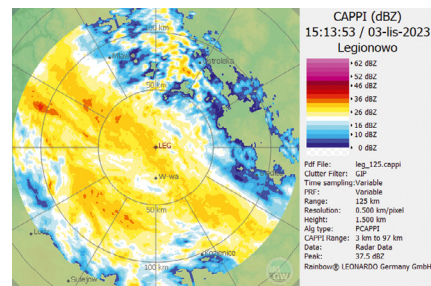 CAPPI (dBZ)
15:13:53 / 03-lis-2023
Legionowo
62 dBZ
52 dBZ
46 dBZ
36 dBZ
26 dBZ
16 dBZ
10 dBZ
0 dBZ
Pdf File: leg_125.cappi
Clutter Filter: GIP
Time sampling:Variable
PRF: Variable
Range: 125 km
Resolution: 0.500 km/pixel
Height: 1.500 km
Alg type: PCAPPI
CAPPI Range: 3 km to 97 km
Data: Radar Data
Peak: 37.5 dBZ
Rainbow® LEONARDO Germany GmbH
100 km
50 km
LEG
W-wa
50 km
100 km